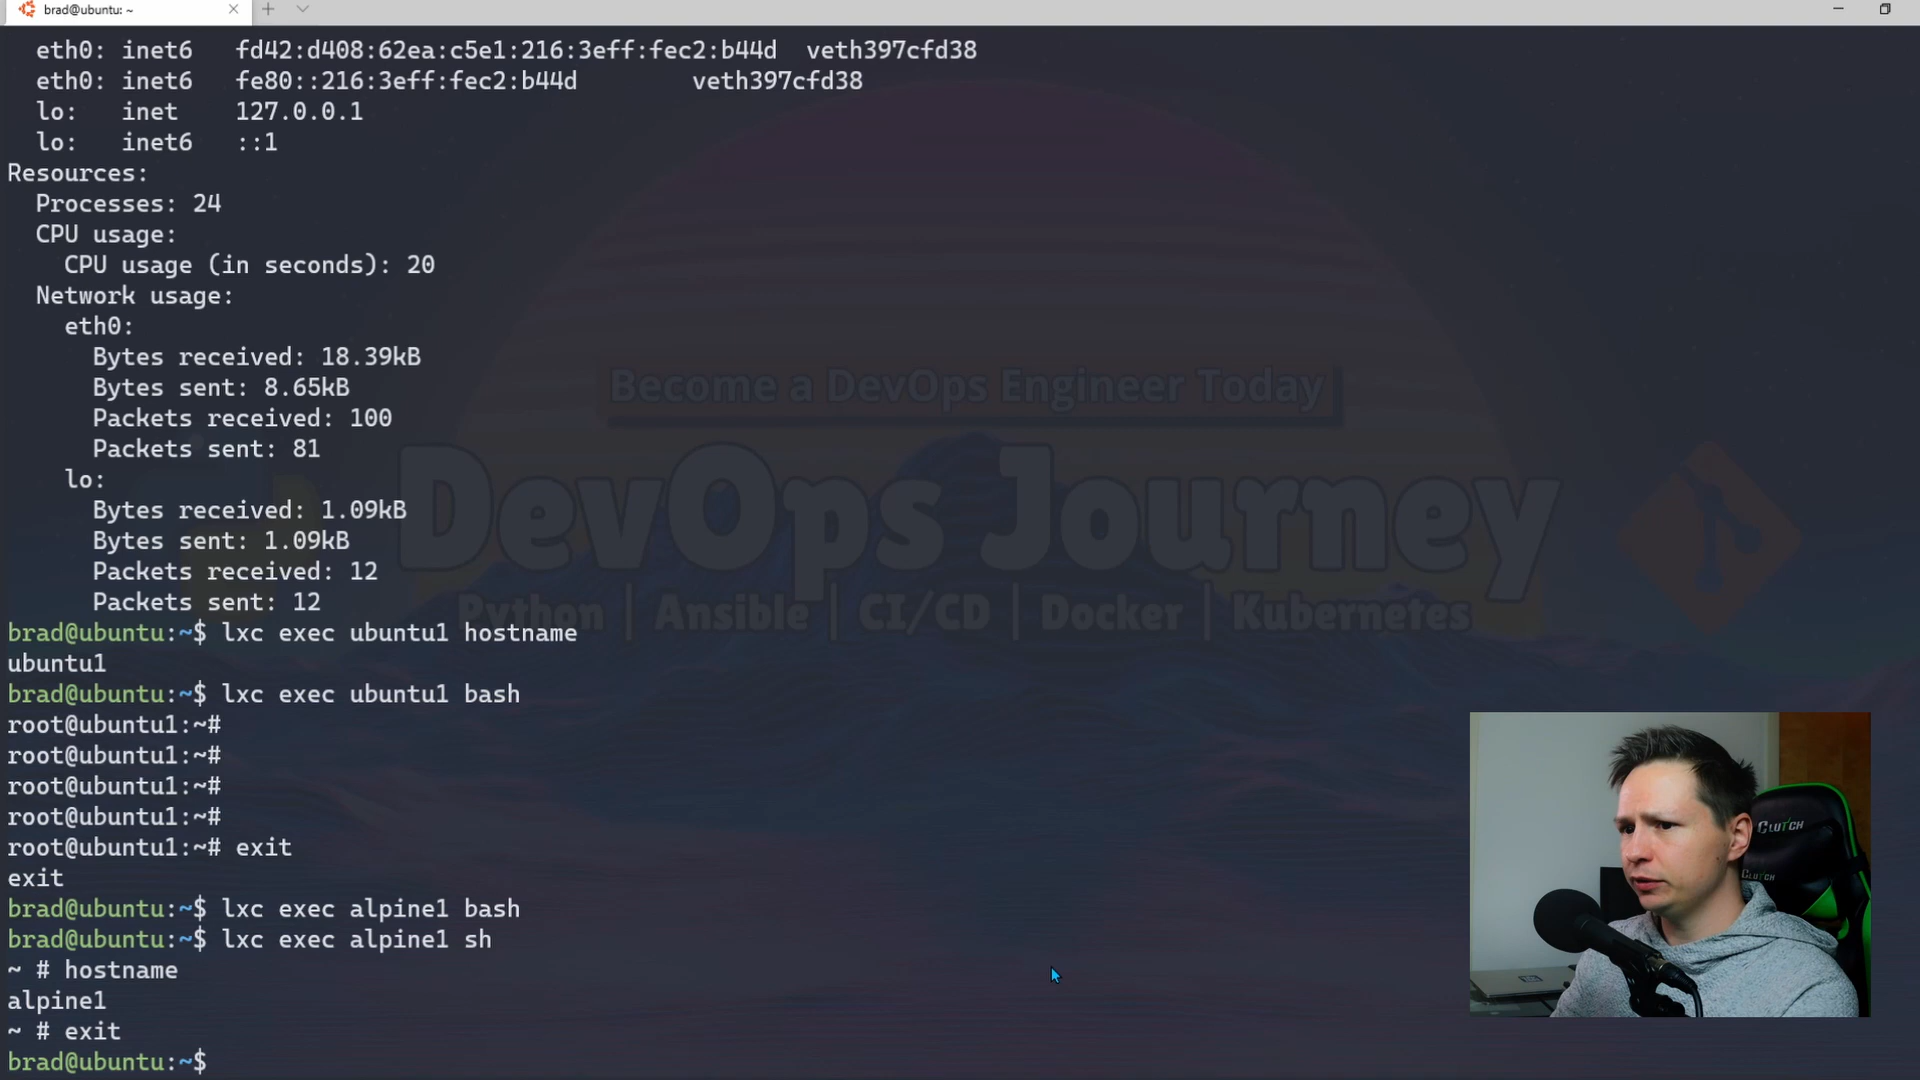 brad@ubuntu: ~
eth0: inet6 fd42:d408:62ea:c5e1:216:3eff:fec2:b44d veth397cfd38
eth0: inet6 fe80::216:3eff:fec2:b44d veth397cfd38
lo: inet 127.0.0.1
lo: inet6 ::1
Resources:
Processes: 24
CPU usage:
CPU usage (in seconds): 20
Network usage:
eth0:
Bytes received: 18.39kB
Bytes sent: 8.65kB
Packets received: 100
Packets sent: 81
lo:
Bytes received: 1.09kB
Bytes sent: 1.09kB
Packets received: 12
Packets sent: 12
brad@ubuntu:~$ lxc exec ubuntu1 hostname
ubuntu1
brad@ubuntu:~$ lxc exec ubuntu1 bash
root@ubuntu1:~#
root@ubuntu1:~#
root@ubuntu1:~#
root@ubuntu1:~#
root@ubuntu1:~# exit
exit
brad@ubuntu:~$ lxc exec alpine1 bash
brad@ubuntu:~$ lxc exec alpine1 sh
~ # hostname
alpine1
~ # exit
brad@ubuntu:~$
Become a DevOps Engineer Today
DevOps Journey
Python | Ansible | CI/CD | Docker | Kubernetes
CLUTCH
CLUTCH